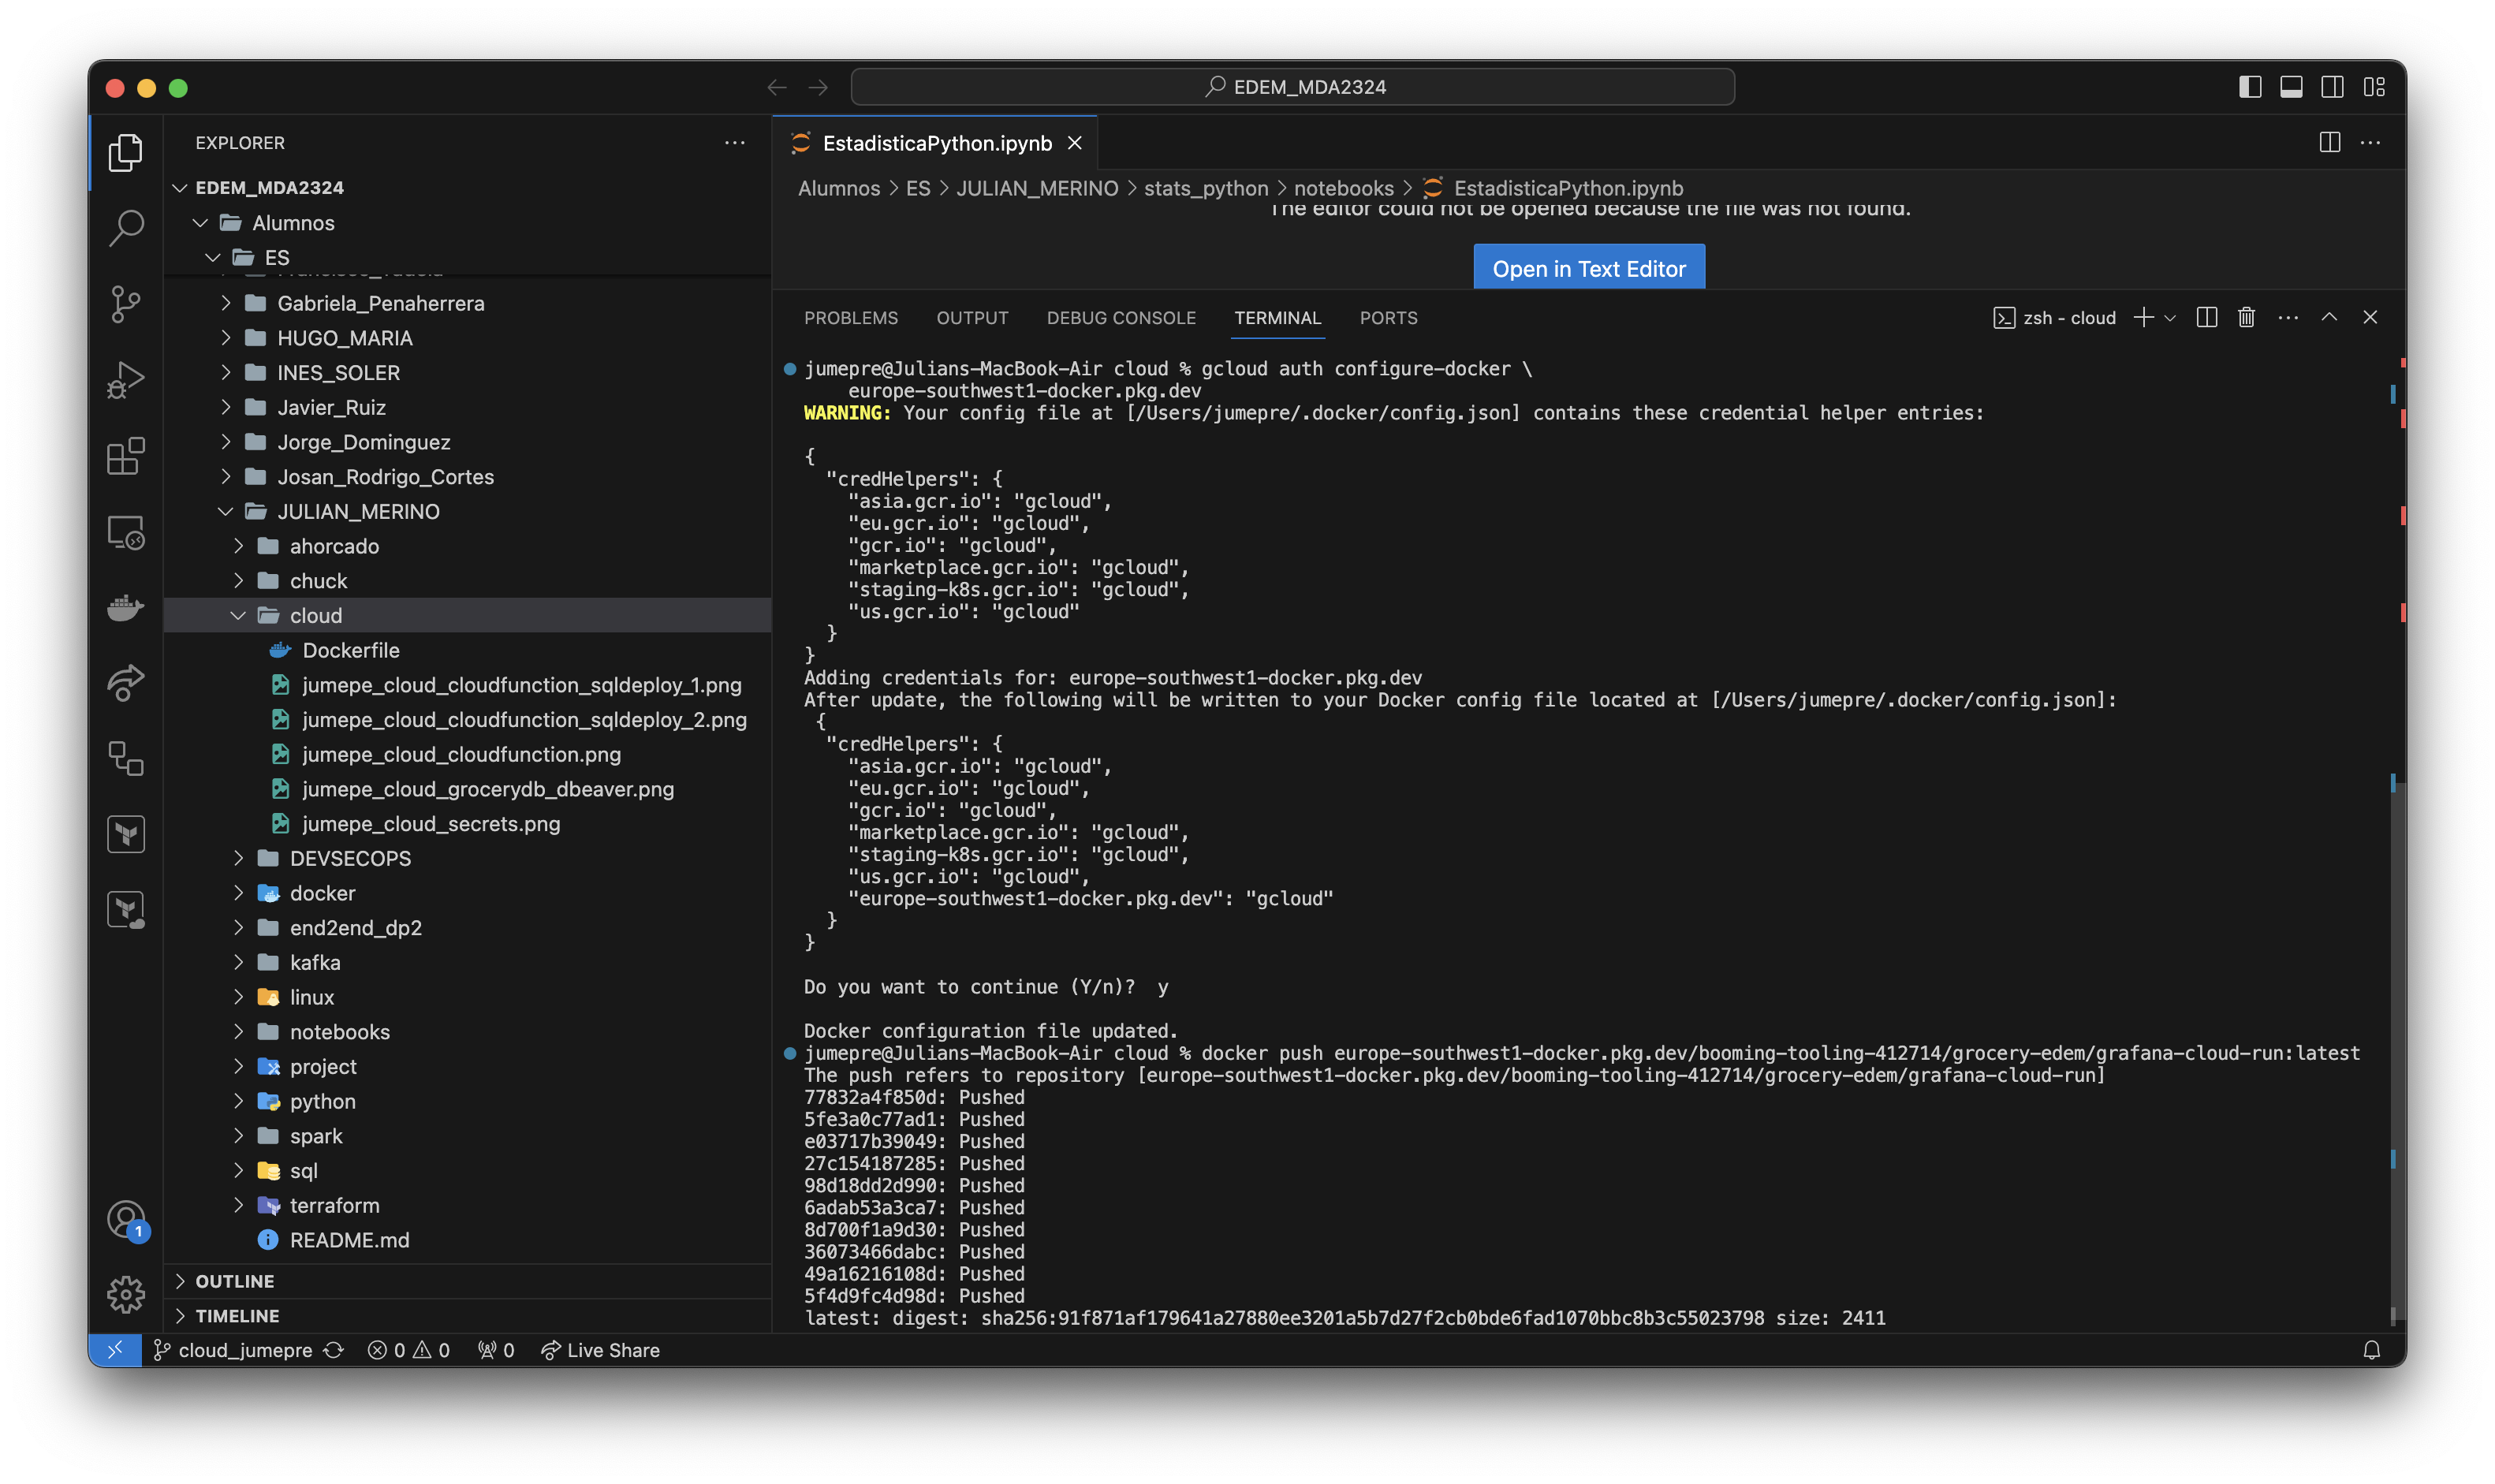 EDEM_MDA2324
EXPLORER
EDEM_MDA2324
Alumnos
ES
Gabriela_Penaherrera
HUGO_MARIA
INES_SOLER
Javier_Ruiz
Jorge_Dominguez
Josan_Rodrigo_Cortes
JULIAN_MERINO
ahorcado
chuck
cloud
Dockerfile
jumepe_cloud_cloudfunction_sqldeploy_1.png
jumepe_cloud_cloudfunction_sqldeploy_2.png
jumepe_cloud_cloudfunction.png
jumepe_cloud_grocerydb_dbeaver.png
jumepe_cloud_secrets.png
DEVSECOPS
docker
end2end_dp2
kafka
linux
notebooks
project
python
spark
sql
terraform
README.md
OUTLINE
TIMELINE
EstadisticaPython.ipynb
Alumnos > ES > JULIAN_MERINO > stats_python > notebooks > EstadisticaPython.ipynb
The editor could not be opened because the file was not found.
Open in Text Editor
PROBLEMS OUTPUT DEBUG CONSOLE TERMINAL PORTS
zsh - cloud
jumepre@Julians-MacBook-Air cloud % gcloud auth configure-docker \
europe-southwest1-docker.pkg.dev
WARNING: Your config file at [/Users/jumepre/.docker/config.json] contains these credential helper entries:
{
"credHelpers": {
"asia.gcr.io": "gcloud",
"eu.gcr.io": "gcloud",
"gcr.io": "gcloud",
"marketplace.gcr.io": "gcloud",
"staging-k8s.gcr.io": "gcloud",
"us.gcr.io": "gcloud"
}
}
Adding credentials for: europe-southwest1-docker.pkg.dev
After update, the following will be written to your Docker config file located at [/Users/jumepre/.docker/config.json]:
{
"credHelpers": {
"asia.gcr.io": "gcloud",
"eu.gcr.io": "gcloud",
"gcr.io": "gcloud",
"marketplace.gcr.io": "gcloud",
"staging-k8s.gcr.io": "gcloud",
"us.gcr.io": "gcloud",
"europe-southwest1-docker.pkg.dev": "gcloud"
}
}
Do you want to continue (Y/n)? y
Docker configuration file updated.
jumepre@Julians-MacBook-Air cloud % docker push europe-southwest1-docker.pkg.dev/booming-tooling-412714/grocery-edem/grafana-cloud-run:latest
The push refers to repository [europe-southwest1-docker.pkg.dev/booming-tooling-412714/grocery-edem/grafana-cloud-run]
77832a4f850d: Pushed
5fe3a0c77ad1: Pushed
e03717b39049: Pushed
27c154187285: Pushed
98d18dd2d990: Pushed
6adab53a3ca7: Pushed
8d700f1a9d30: Pushed
36073466dabc: Pushed
49a16216108d: Pushed
5f4d9fc4d98d: Pushed
latest: digest: sha256:91f871af179641a27880ee3201a5b7d27f2cb0bde6fad1070bbc8b3c55023798 size: 2411
1
cloud_jumepre 0 0 0 Live Share